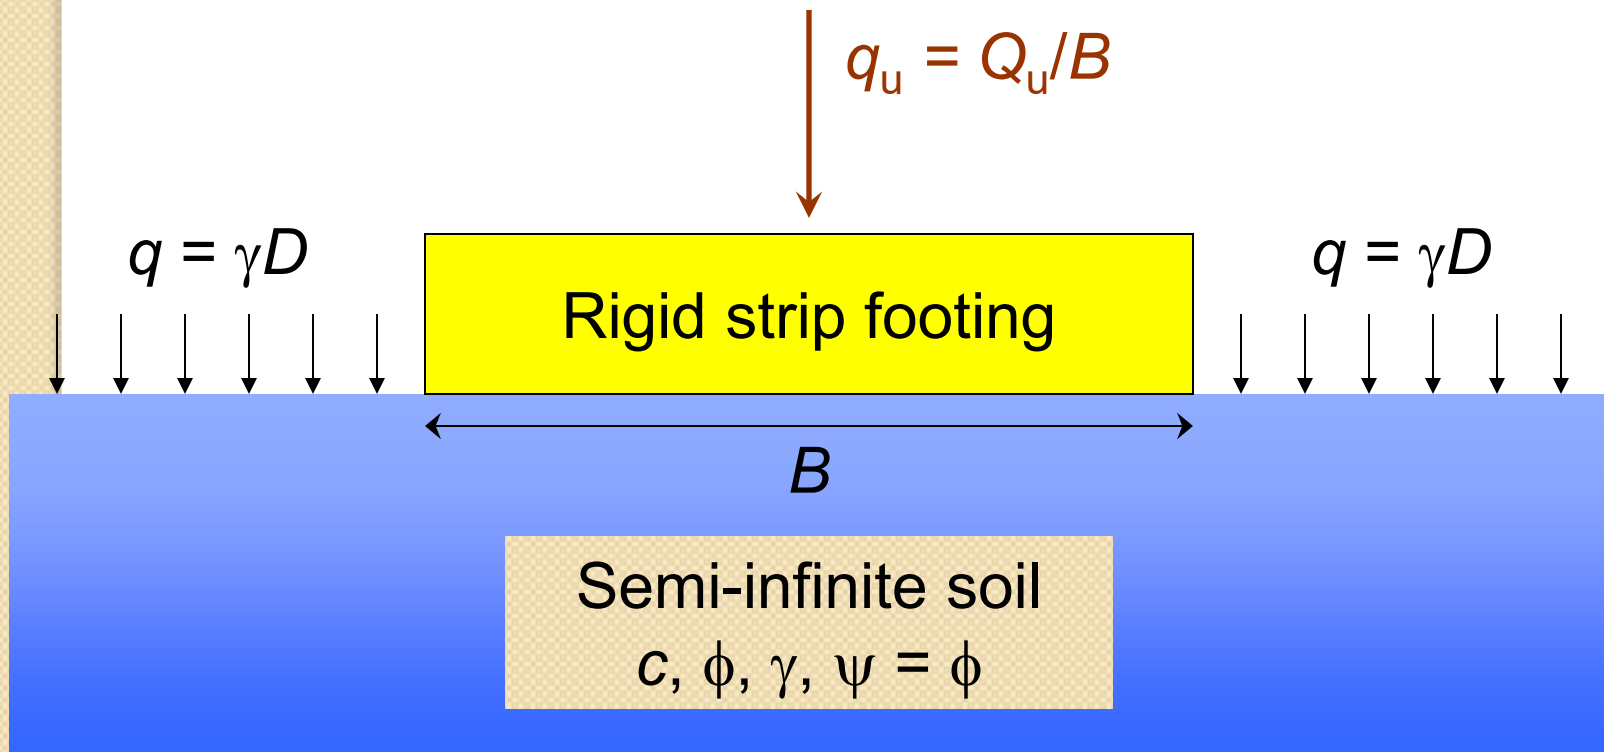 qu = Qu/B
q = γD
q = γD
Rigid strip footing
B
Semi-infinite soil
c, ϕ, γ, ψ = ϕ